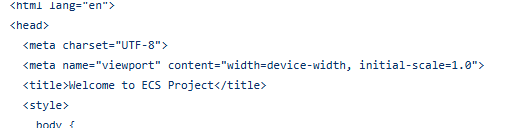 <html lang="en">
<head>
<meta charset="UTF-8">
<meta name="viewport" content="width=device-width, initial-scale=1.0">
<title>Welcome to ECS Project</title>
<style>
body {